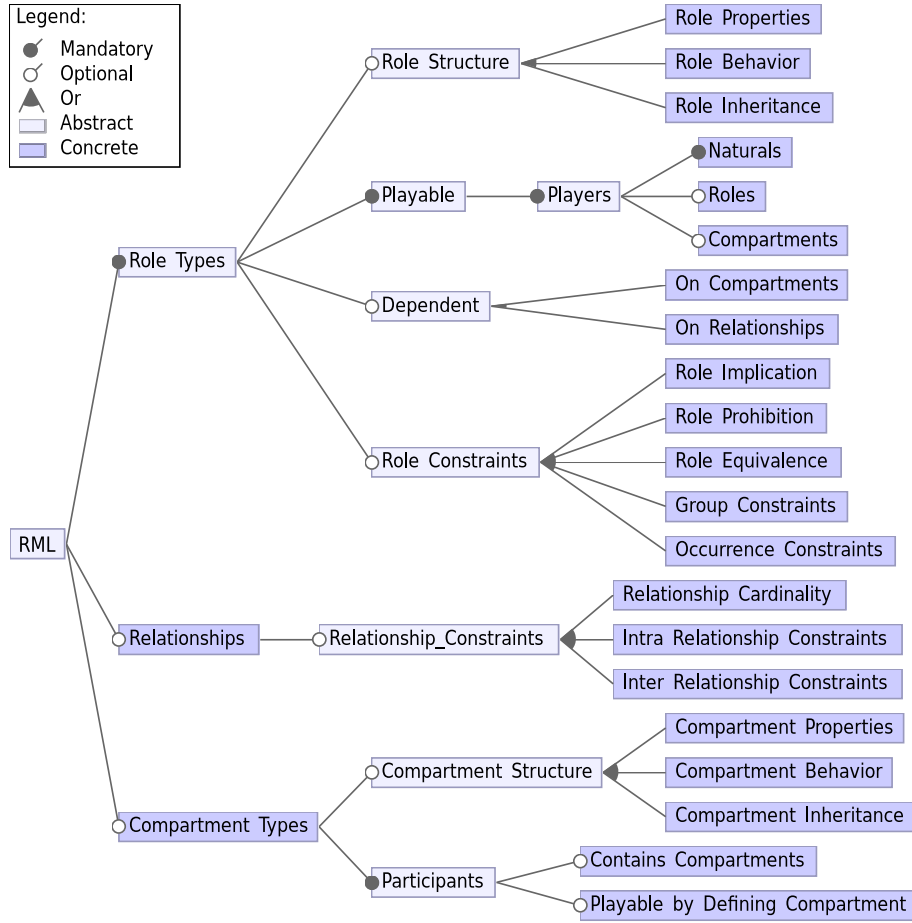 Legend:
Mandatory
Optional
Or
Abstract
Concrete
Role Structure
Role Properties
Role Behavior
Role Inheritance
Playable
Players
Naturals
Roles
Compartments
Role Types
Dependent
On Compartments
On Relationships
Role Constraints
Role Implication
Role Prohibition
Role Equivalence
Group Constraints
Occurrence Constraints
RML
Relationships
Relationship_Constraints
Relationship Cardinality
Intra Relationship Constraints
Inter Relationship Constraints
Compartment Types
Compartment Structure
Compartment Properties
Compartment Behavior
Compartment Inheritance
Participants
Contains Compartments
Playable by Defining Compartment